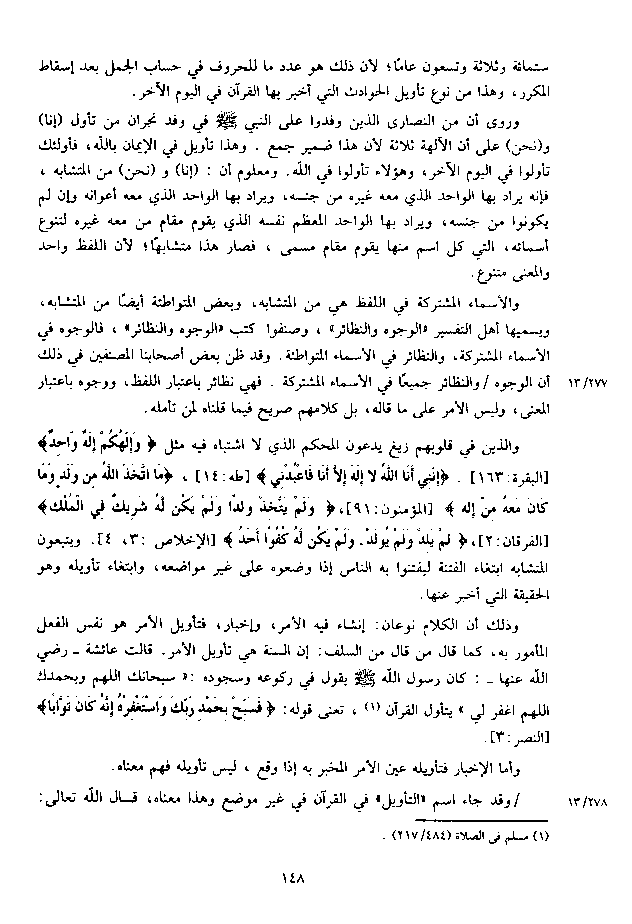 ستمائة وثلاثة وتسعون عامًا؛ لأن ذلك هو عدد ما للحروف في حساب الجمل بعد إسقاط
المكرر، وهذا من نوع تأويل الحوادث التي أخبر بها القرآن في اليوم الآخر.
وروى أن من النصارى الذين وفدوا على النبي ﷺ في وفد نجران من تأول (إنا)
و(نحن) على أن الألهة ثلاثة لأن هذا ضمير جمع . وهذا تأويل في الإيمان بالله، فأولئك
تأولوا في اليوم الآخر، وهؤلاء تأولوا في الله. ومعلوم أن : (إنا) و (نحن) من المتشابه ،
فإنه يراد بها الواحد الذي معه غيره من جنسه، ويراد بها الواحد الذي معه أعوانه وإن لم
يكونوا من جنسه، ويراد بها الواحد المعظم نفسه الذي يقوم مقام من معه غيره لتنوع
أسمائه، التي كل اسم منها يقوم مقام مسمى ، فصار هذا متشابهًا؛ لأن اللفظ واحد
والمعنى متنوع.
والأسماء المشتركة في اللفظ هي من المتشابه، وبعض المتواطئة أيضًا من المتشابه،
ويسميها أهل التفسير «الوجوه والنظائر» ، وصنفوا كتب «الوجوه والنظائر» ، فالوجوه في
الأسماء المشتركة، والنظائر في الأسماء المتواطئة. وقد ظن بعض أصحابنا المصنفين في ذلك
أن الوجوه / والنظائر جميعًا في الأسماء المشتركة . فهي نظائر باعتبار اللفظ، ووجوه باعتبار ١٣/٢٧٧
المعنى، وليس الأمر على ما قاله، بل كلامهم صريح فيما قلناه لمن تأمله.
والذين في قلوبهم زيغ يدعون المحكم الذي لا اشتباه فيه مثل ﴿ وَإِلَهُكُمْ إِلَهٌ وَاحِدٌ﴾
[البقرة: ١٦٣] . ﴿إِنَّنِي أَنَا اللَّهُ لا إِلَهَ إِلاَّ أَنَا فَاعْبُدْنِي﴾ [طه: ١٤] ، ﴿مَا اتَّخَذَ اللَّهُ مِن وَلَدٍ وَمَا
كَانَ مَعَهُ مِنْ إِلَهٍ ﴾ [المؤمنون: ٩١]،﴿ وَلَمْ يَتَّخِذْ وَلَدًا وَلَمْ يَكُن لَّهُ شَرِيكٌ فِي الْمُلْكِ﴾
[الفرقان: ٢]،﴿ لَمْ يَلِدْ وَلَمْ يُولَدْ. وَلَمْ يَكُن لَّهُ كُفُوًا أَحَدٌ ﴾ [الإخلاص :٣، ٤]. ويتبعون
المتشابه ابتغاء الفتنة ليفتنوا به الناس إذا وضعوه على غير مواضعه، وابتغاء تأويله وهو
الحقيقة التي أخبر عنها.
وذلك أن الكلام نوعان: إنشاء فيه الأمر، وإخبار، فتأويل الأمر هو نفس الفعل
المأمور به، كما قال من قال من السلف: إن السنة هي تأويل الأمر. قالت عائشة ـ رضي
الله عنها ـ : كان رسول الله ﷺ يقول في ركوعه وسجوده :« سبحانك اللهم وبحمدك
اللهم اغفر لي » يتأول القرآن (١) ، تعنى قوله: ﴿ فَسَبِّحْ بِحَمْدِ رَبِّكَ وَاسْتَغْفِرْهُ إِنَّهُ كَانَ تَوَّابًا﴾
[النصر: ٣].
وأما الإخبار فتأويله عين الأمر المخبر به إذا وقع ، ليس تأويله فهم معناه.
/ وقد جاء اسم «التأويل» في القرآن في غير موضع وهذا معناه، قـال الله تعالى: ١٣/٢٧٨
(١) مسلم فى الصلاة (٢١٧/٤٨٤) .
١٤٨